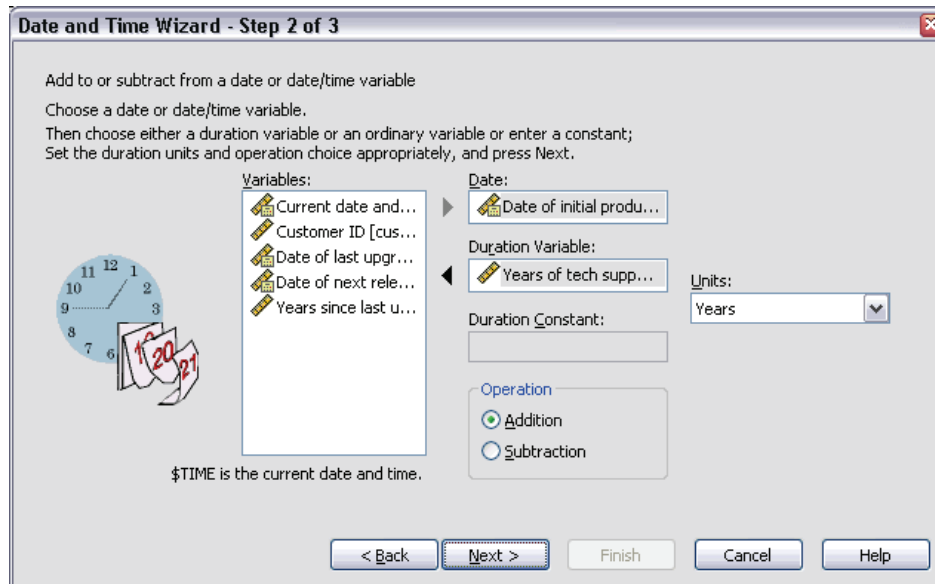 Date and Time Wizard - Step 2 of 3
Add to or subtract from a date or date/time variable
Choose a date or date/time variable.
Then choose either a duration variable or an ordinary variable or enter a constant;
Set the duration units and operation choice appropriately, and press Next.
Variables:
Current date and...
Customer ID [cus...
Date of last upgr...
Date of next rele...
Years since last u...
Date:
Date of initial produ...
Duration Variable:
Years of tech supp...
Units:
Years
Duration Constant:
Operation
Addition
Subtraction
11 12 1
10 2
9 3
8
7 6
19 20 21
$TIME is the current date and time.
< Back
Next >
Finish
Cancel
Help